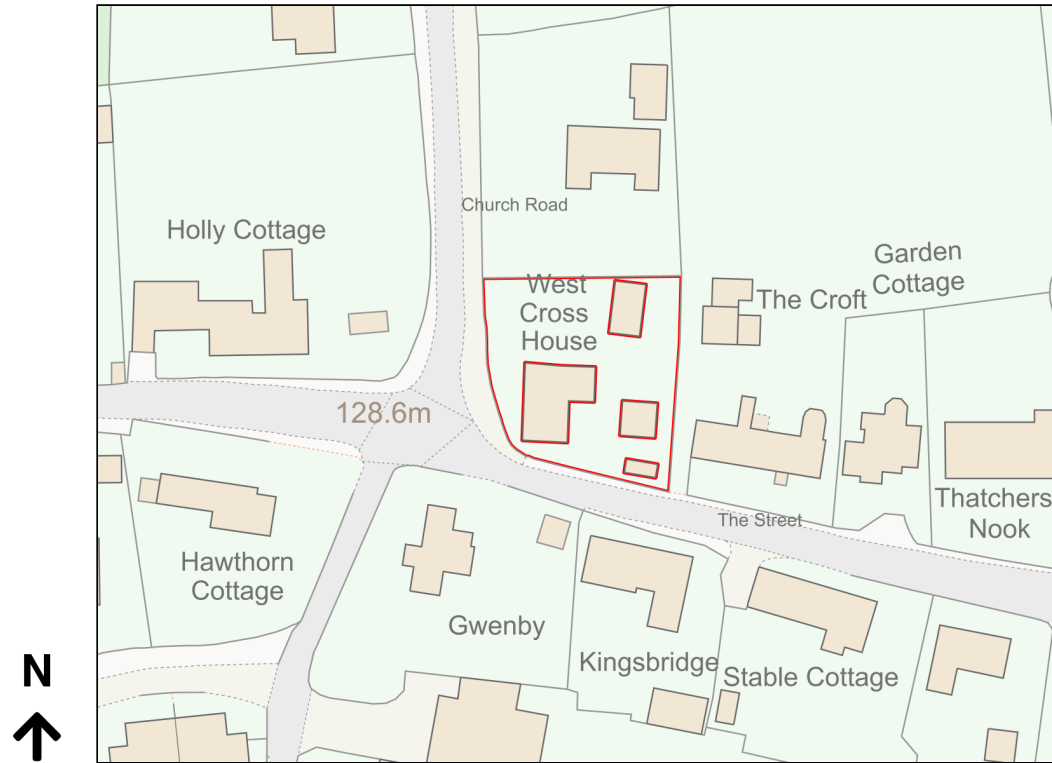 Church Road
Holly Cottage
Garden
Cottage
West
Cross
House
The Croft
128.6m
Thatchers
Nook
The Street
Hawthorn
Cottage
Gwenby
Kingsbridge
Stable Cottage
N